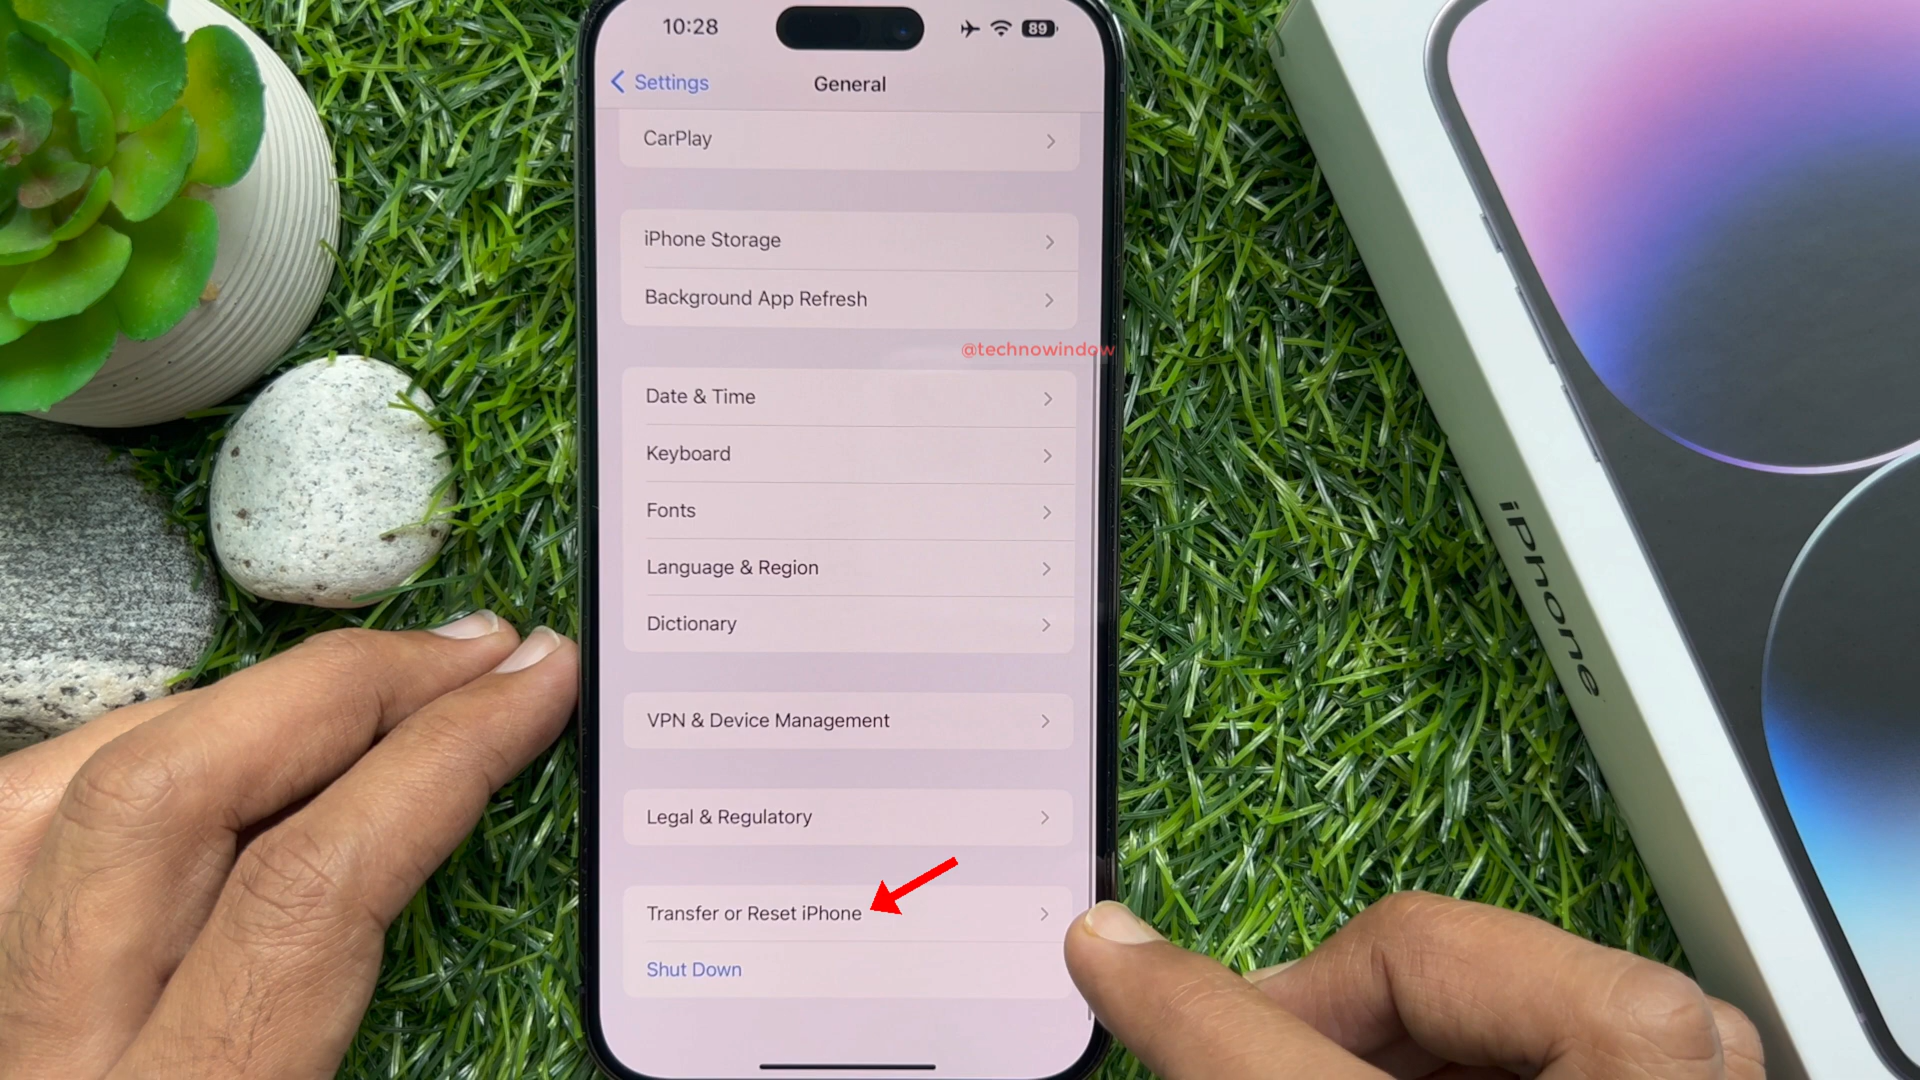 10:28
89
Settings
General
CarPlay
iPhone Storage
Background App Refresh
@technowindow
Date & Time
Keyboard
Fonts
Language & Region
Dictionary
VPN & Device Management
Legal & Regulatory
Transfer or Reset iPhone
Shut Down
iPhone